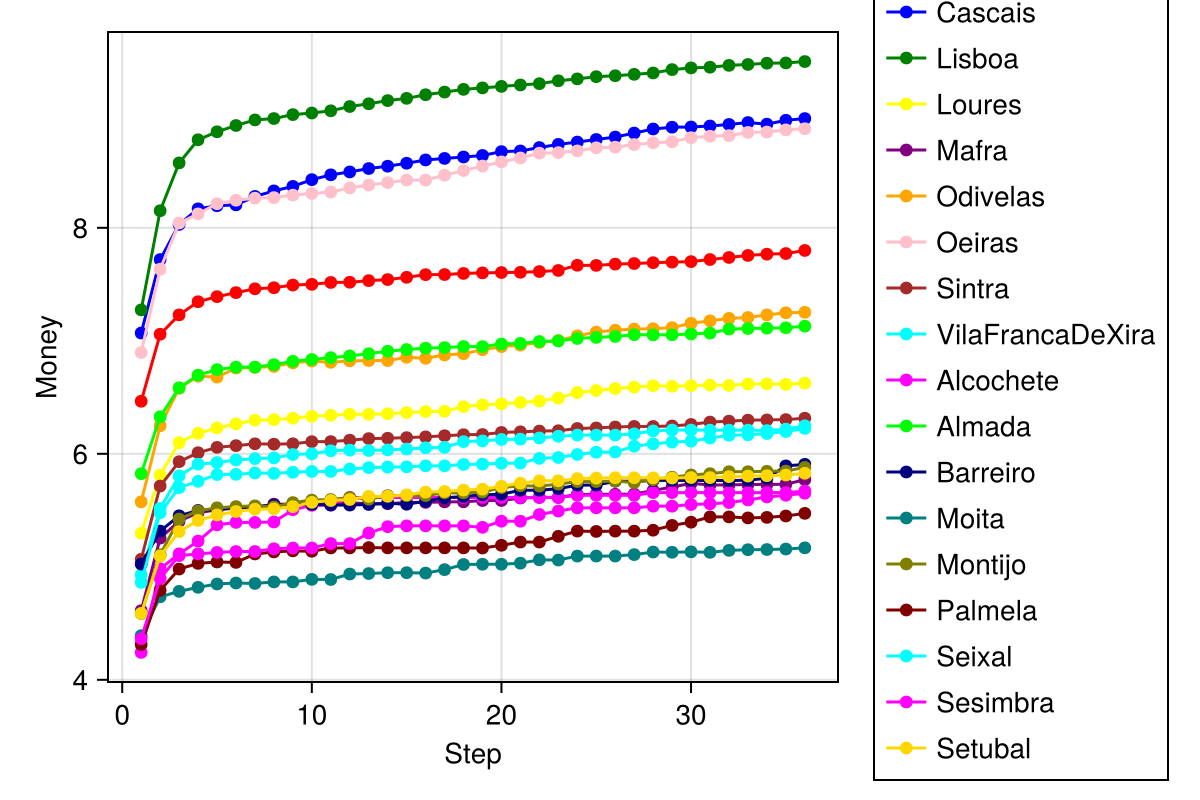 Cascais
Lisboa
Loures
Mafra
Odivelas
Oeiras
Sintra
VilaFrancaDeXira
Alcochete
Almada
Barreiro
Moita
Montijo
Palmela
Seixal
Sesimbra
Setubal
8
6
4
Money
0 10 20 30
Step